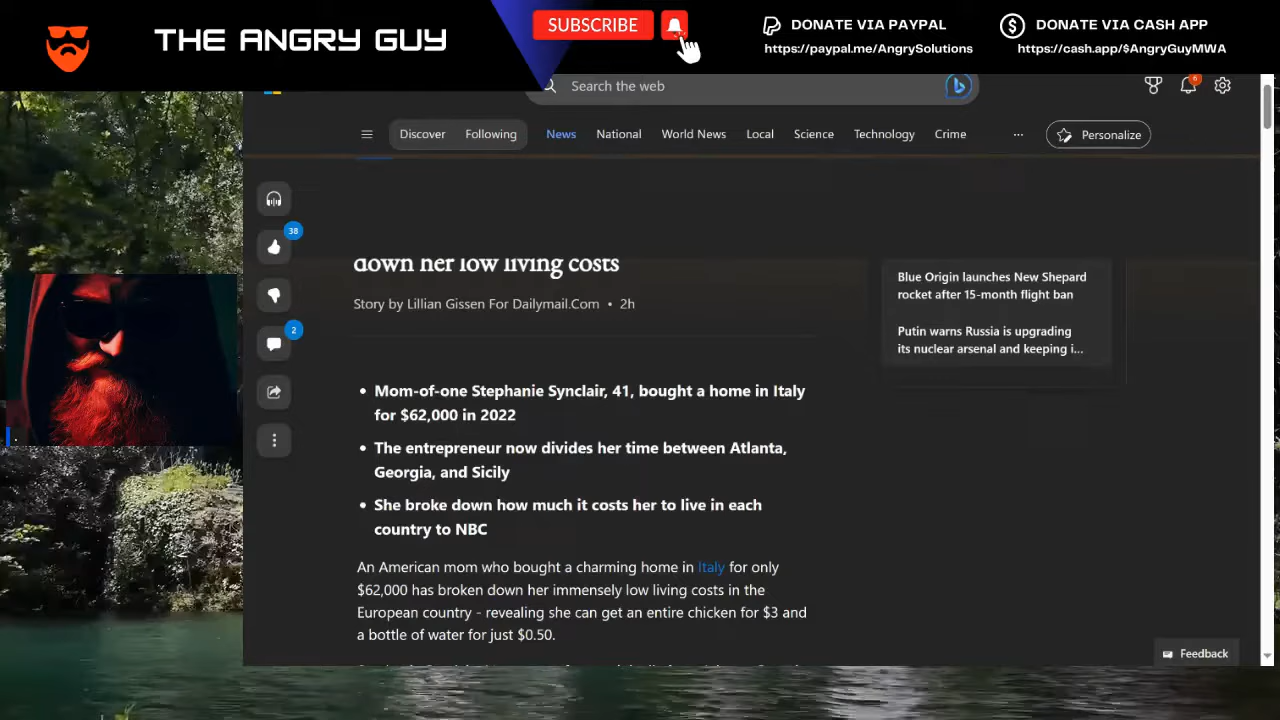 THE ANGRY GUY
SUBSCRIBE
DONATE VIA PAYPAL
https://paypal.me/AngrySolutions
DONATE VIA CASH APP
https://cash.app/$AngryGuyMWA
Search the web
6
Discover Following News National World News Local Science Technology Crime ... Personalize
38
2
down her low living costs
Story by Lillian Gissen For Dailymail.Com • 2h
Blue Origin launches New Shepard
rocket after 15-month flight ban
Putin warns Russia is upgrading
its nuclear arsenal and keeping i...
• Mom-of-one Stephanie Synclair, 41, bought a home in Italy
for $62,000 in 2022
• The entrepreneur now divides her time between Atlanta,
Georgia, and Sicily
• She broke down how much it costs her to live in each
country to NBC
An American mom who bought a charming home in Italy for only
$62,000 has broken down her immensely low living costs in the
European country - revealing she can get an entire chicken for $3 and
a bottle of water for just $0.50.
Feedback